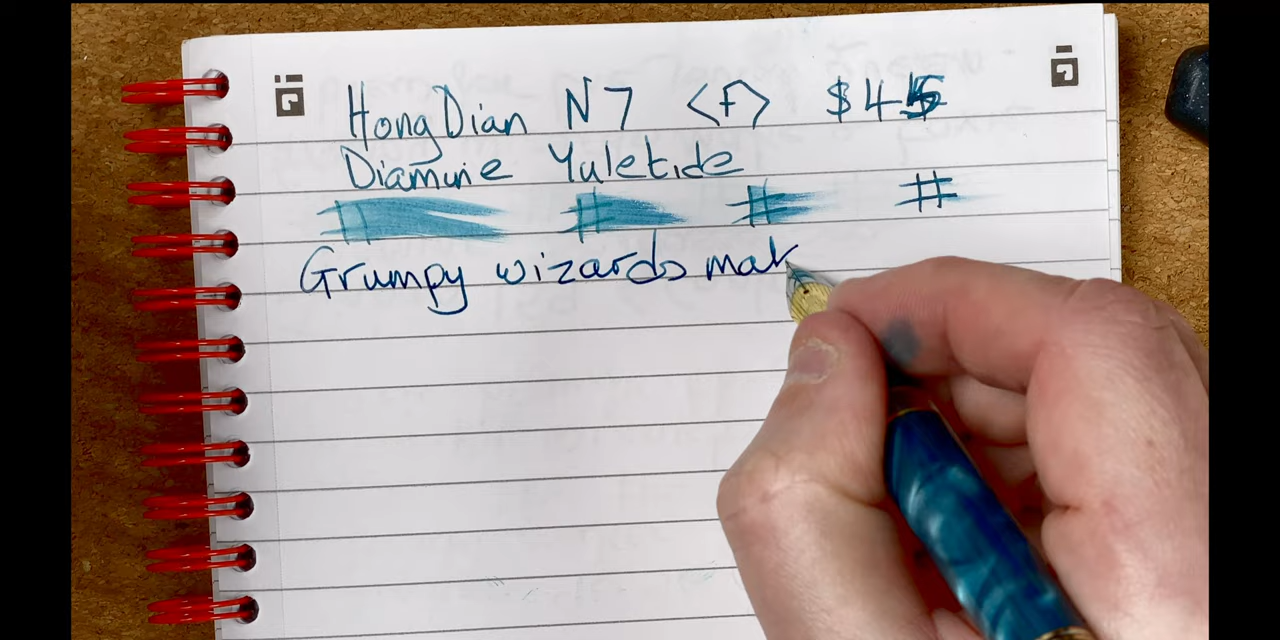 HongDian N7 <F> $45
Diamine Yuletide
# # # #
Grumpy wizards mak